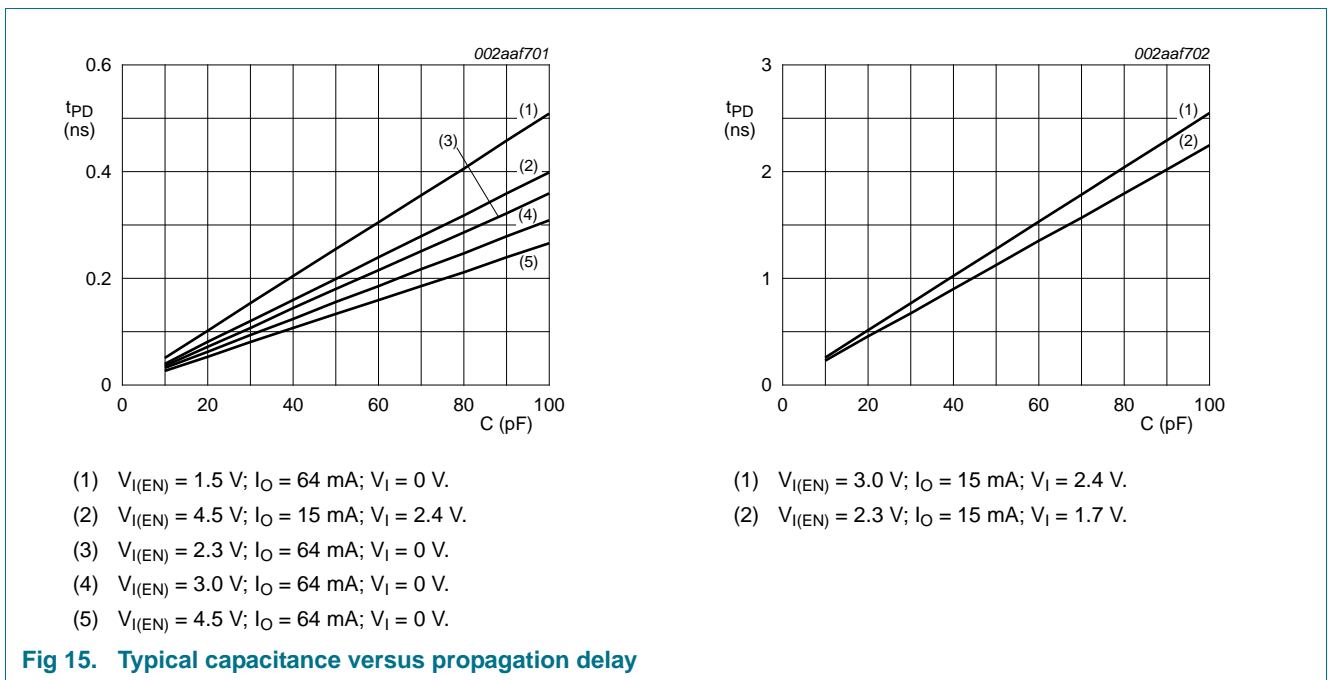 002aaf701
0.6
tPD
(ns)
0.4
0.2
0
0 20 40 60 80 100
C (pF)
(1)
(3)
(2)
(4)
(5)
(1) VI(EN) = 1.5 V; IO = 64 mA; VI = 0 V.
(2) VI(EN) = 4.5 V; IO = 15 mA; VI = 2.4 V.
(3) VI(EN) = 2.3 V; IO = 64 mA; VI = 0 V.
(4) VI(EN) = 3.0 V; IO = 64 mA; VI = 0 V.
(5) VI(EN) = 4.5 V; IO = 64 mA; VI = 0 V.
002aaf702
3
tPD
(ns)
2
1
0
0 20 40 60 80 100
C (pF)
(1)
(2)
(1) VI(EN) = 3.0 V; IO = 15 mA; VI = 2.4 V.
(2) VI(EN) = 2.3 V; IO = 15 mA; VI = 1.7 V.
Fig 15. Typical capacitance versus propagation delay